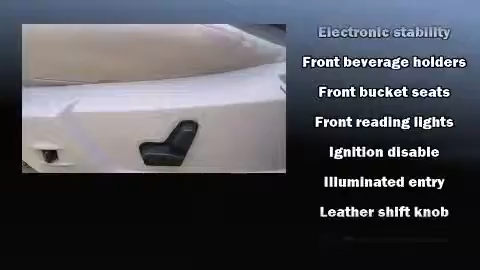 Electronic stability
Front beverage holders
Front bucket seats
Front reading lights
Ignition disable
Illuminated entry
Leather shift knob